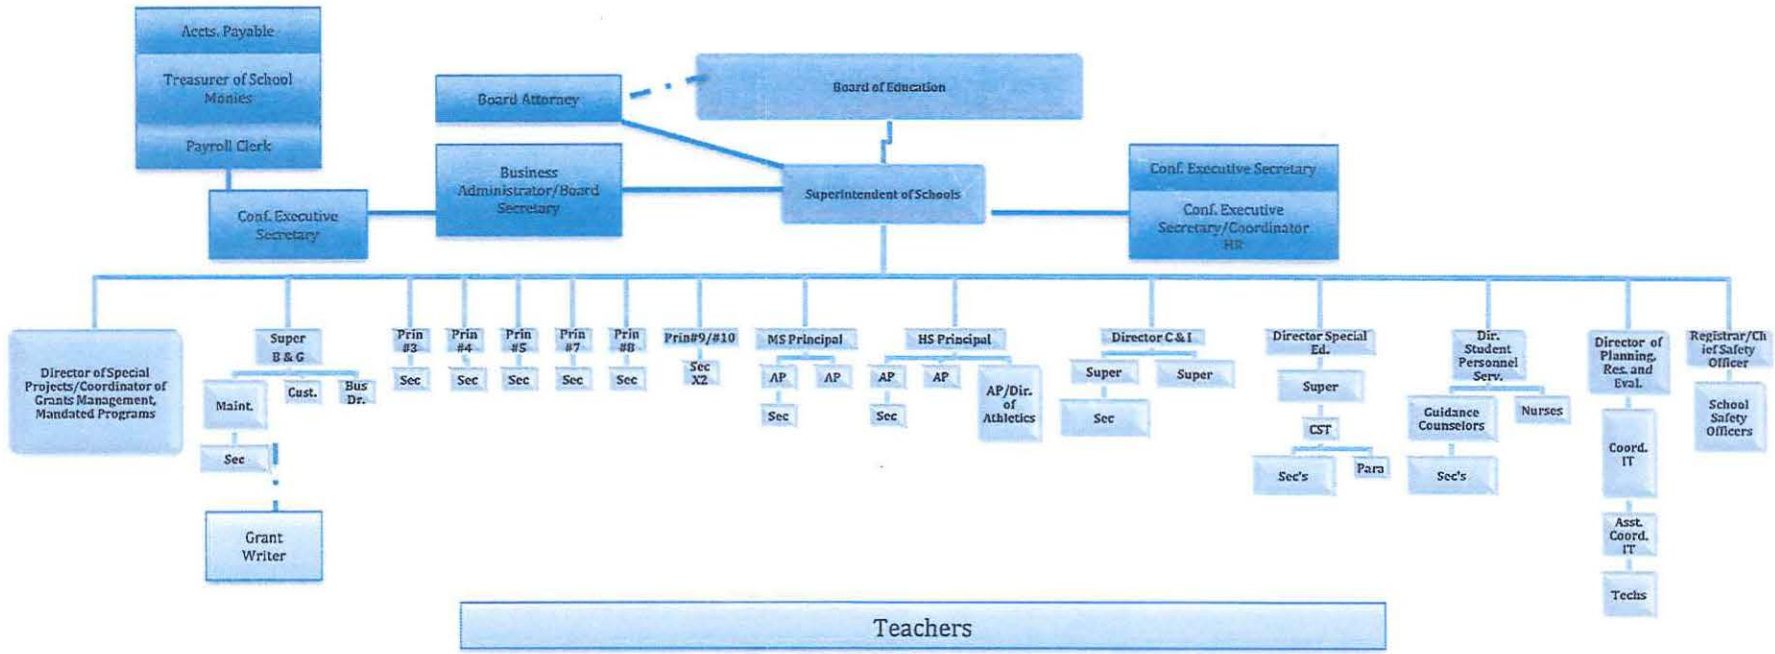 Accts. Payable
Treasurer of School
Monies
Payroll Clerk
Board Attorney
Board of Education
Business
Administrator/Board
Secretary
Superintendent of Schools
Conf. Executive
Secretary
Conf. Executive Secretary
Conf. Executive
Secretary/Coordinator
HR
Director of Special
Projects/Coordinator of
Grants Management,
Mandated Programs
Super
B & G
Maint.
Cust.
Bus
Dr.
Sec
Grant
Writer
Prin
#3
Sec
Prin
#4
Sec
Prin
#5
Sec
Prin
#7
Sec
Prin
#8
Sec
Prin#9/#10
Sec
X2
MS Principal
AP
AP
Sec
HS Principal
AP
AP
AP/Dir.
of
Athletics
Sec
Director C & I
Super
Super
Sec
Director Special
Ed.
Super
CST
Sec's
Para
Dir.
Student
Personnel
Serv.
Guidance
Counselors
Nurses
Sec's
Director of
Planning,
Res. and
Eval.
Coord.
IT
Asst.
Coord.
IT
Techs
Registrar/Ch
ief Safety
Officer
School
Safety
Officers
Teachers